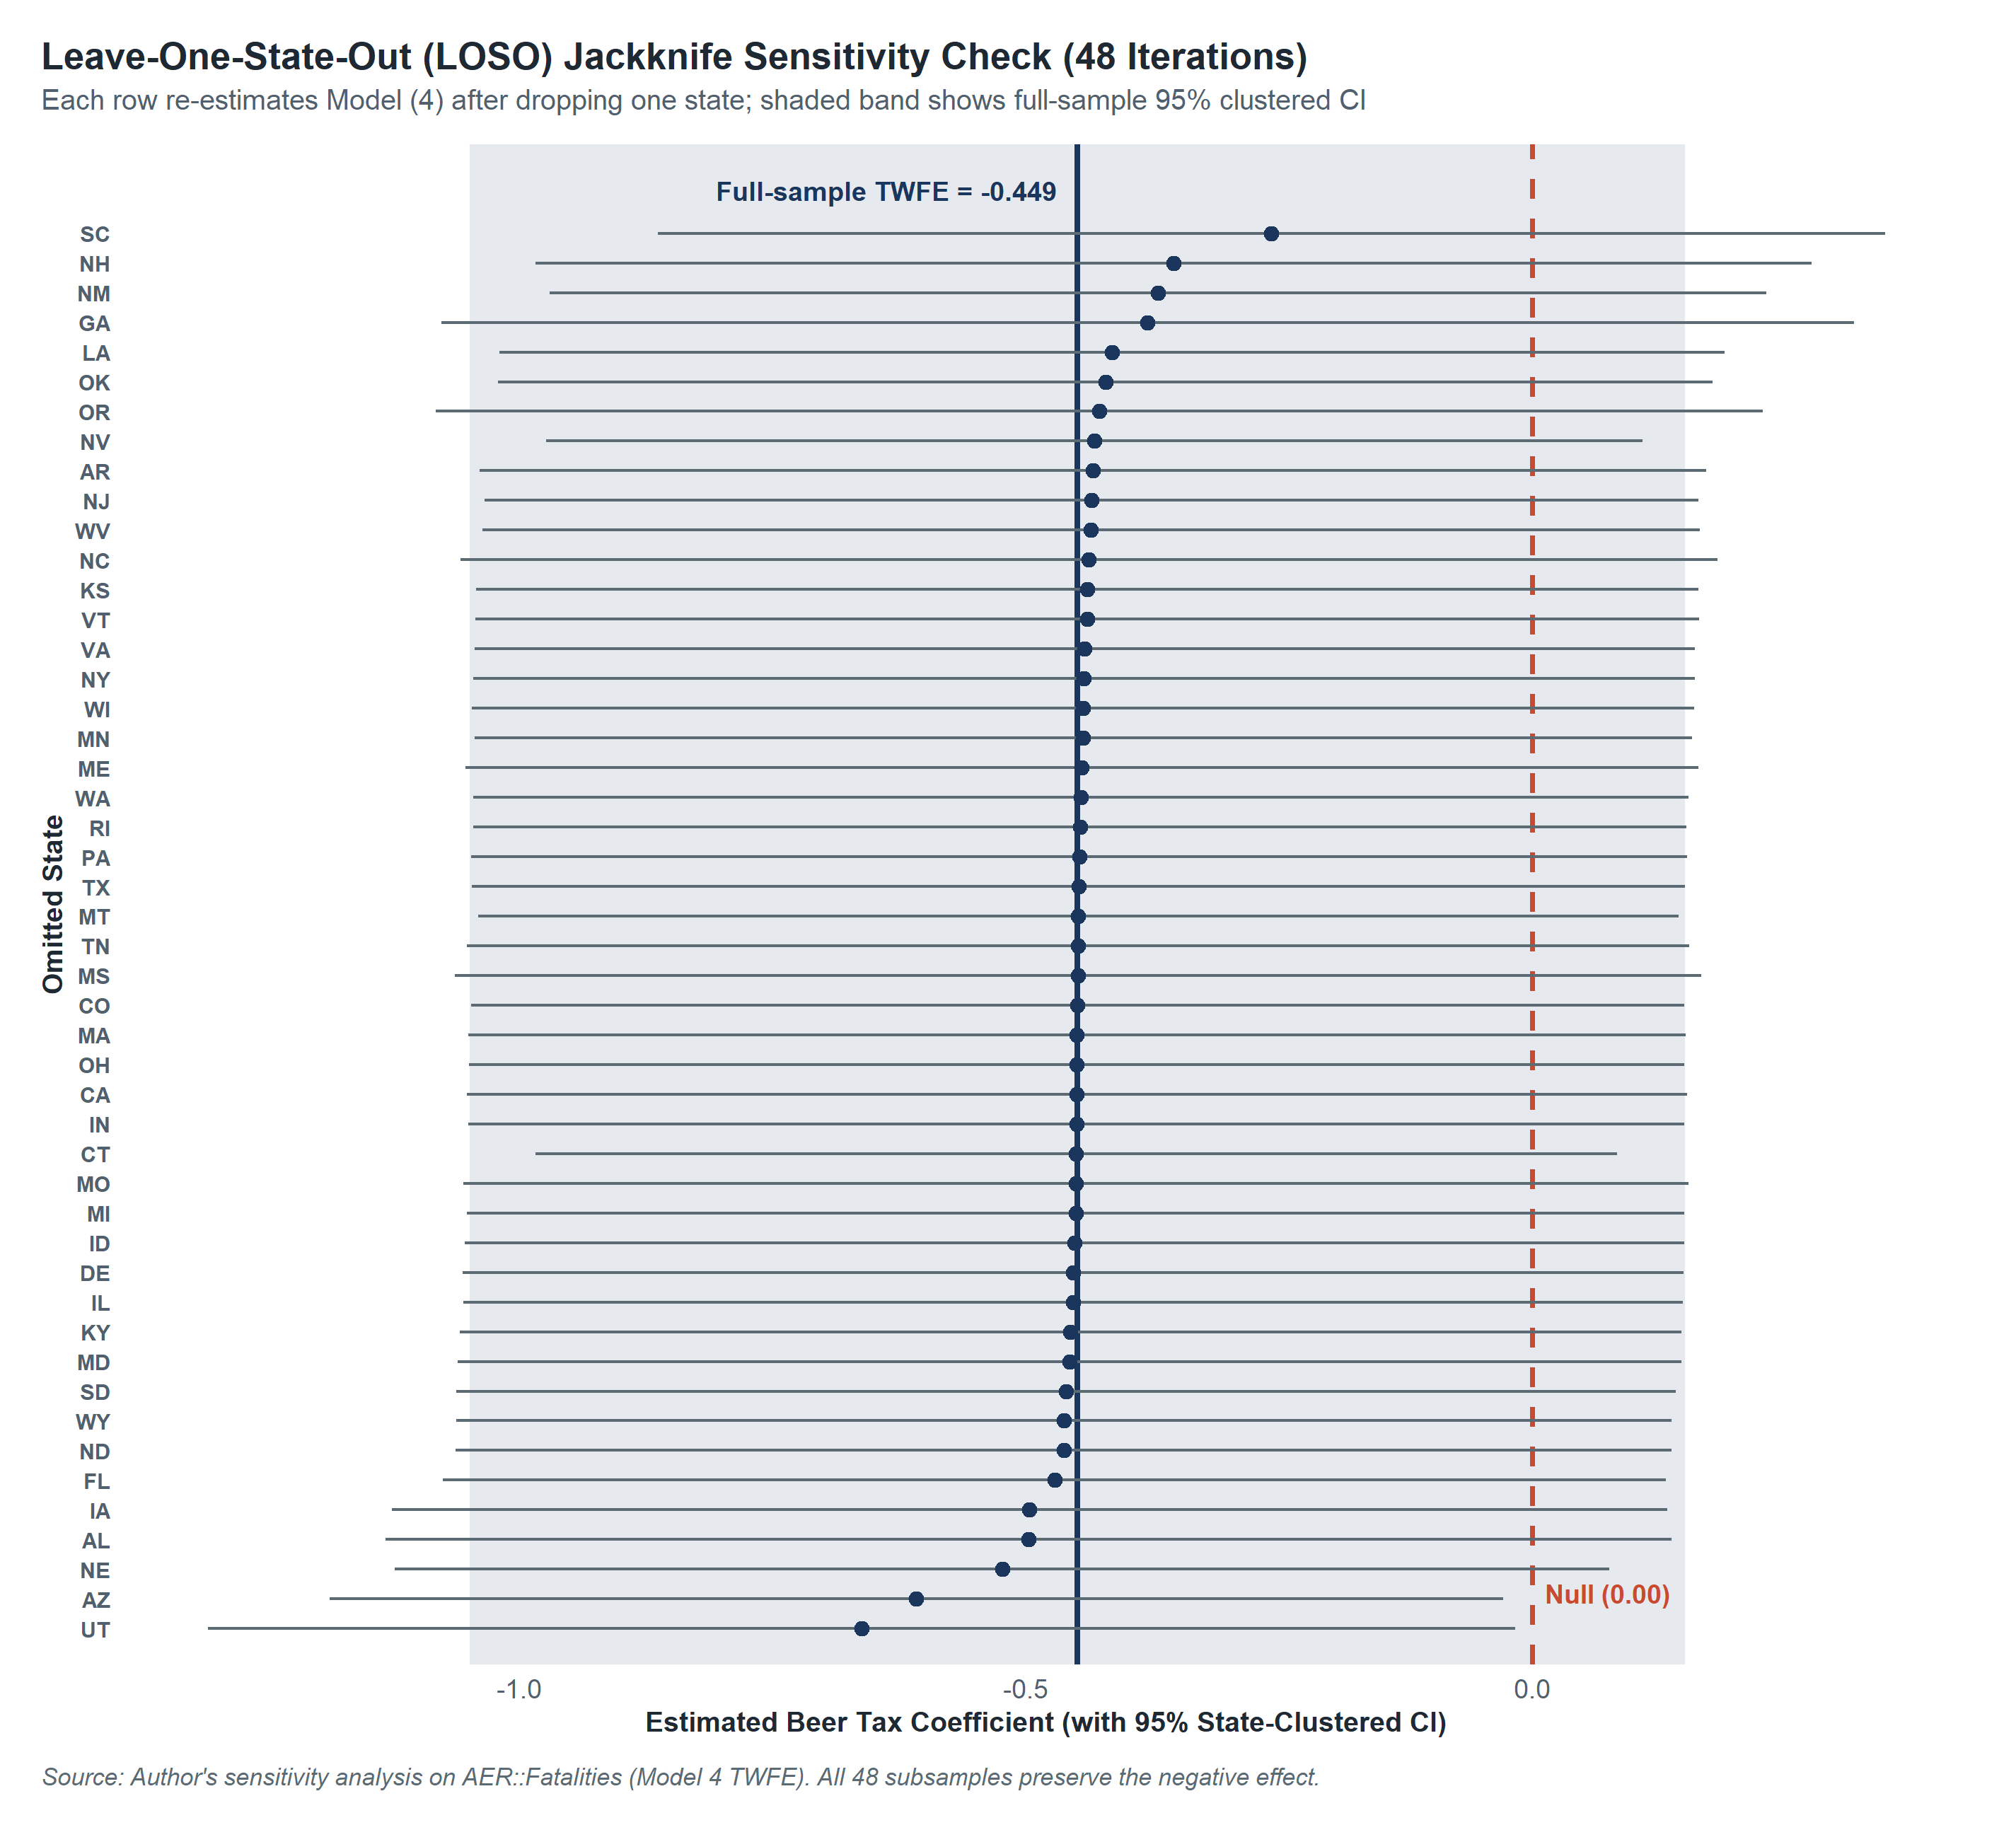 Leave-One-State-Out (LOSO) Jackknife Sensitivity Check (48 Iterations)
Each row re-estimates Model (4) after dropping one state; shaded band shows full-sample 95% clustered CI
Full-sample TWFE = -0.449
SC
NH
NM
GA
LA
OK
OR
NV
AR
NJ
WV
NC
KS
VT
VA
NY
WI
MN
ME
WA
RI
PA
TX
MT
TN
MS
CO
MA
OH
CA
IN
CT
MO
MI
ID
DE
IL
KY
MD
SD
WY
ND
FL
IA
AL
NE
AZ
UT
Omitted State
Null (0.00)
-1.0
-0.5
0.0
Estimated Beer Tax Coefficient (with 95% State-Clustered CI)
Source: Author's sensitivity analysis on AER::Fatalities (Model 4 TWFE). All 48 subsamples preserve the negative effect.